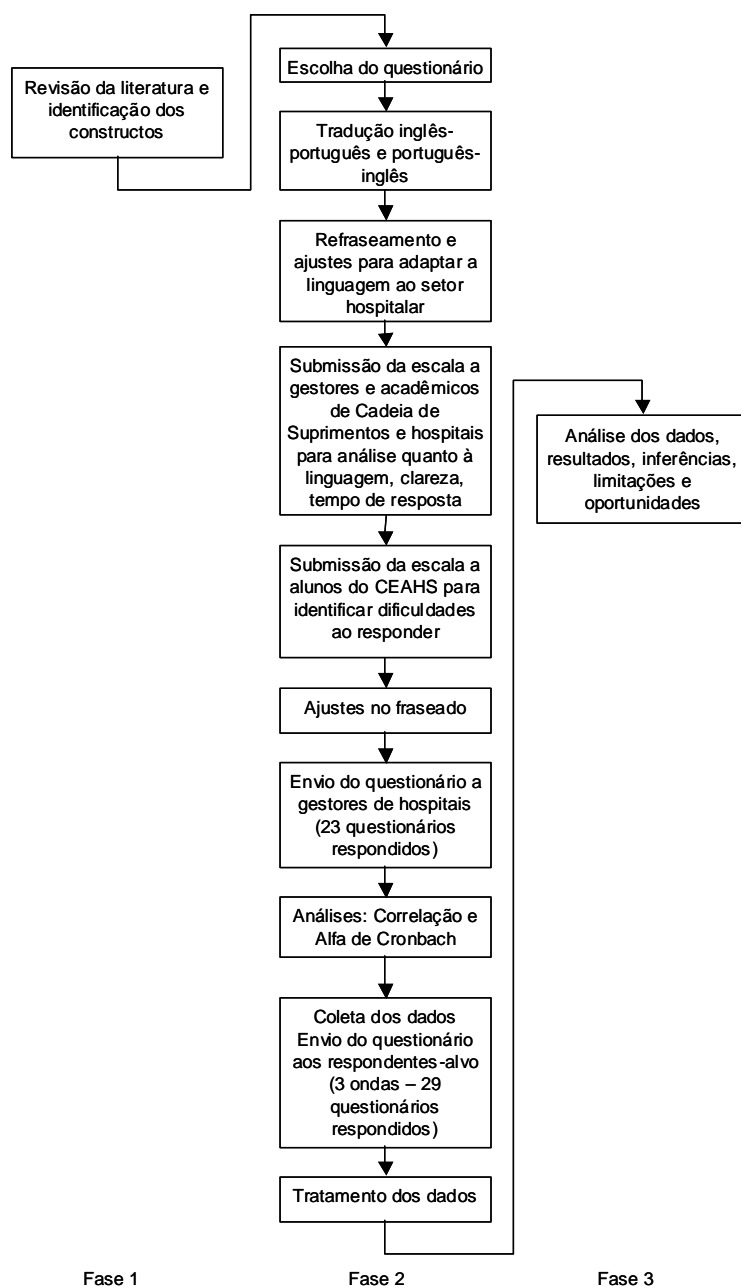 Revisão da literatura e
identificação dos
constructos
Escolha do questionário
Tradução inglês-
português e português-
inglês
Refraseamento e
ajustes para adaptar a
linguagem ao setor
hospitalar
Submissão da escala a
gestores e acadêmicos
de Cadeia de
Suprimentos e hospitais
para análise quanto à
linguagem, clareza,
tempo de resposta
Submissão da escala a
alunos do CEAHS para
identificar dificuldades
ao responder
Ajustes no fraseado
Envio do questionário a
gestores de hospitais
(23 questionários
respondidos)
Análises: Correlação e
Alfa de Cronbach
Coleta dos dados
Envio do questionário
aos respondentes-alvo
(3 ondas – 29
questionários
respondidos)
Tratamento dos dados
Análise dos dados,
resultados, inferências,
limitações e
oportunidades
Fase 1
Fase 2
Fase 3